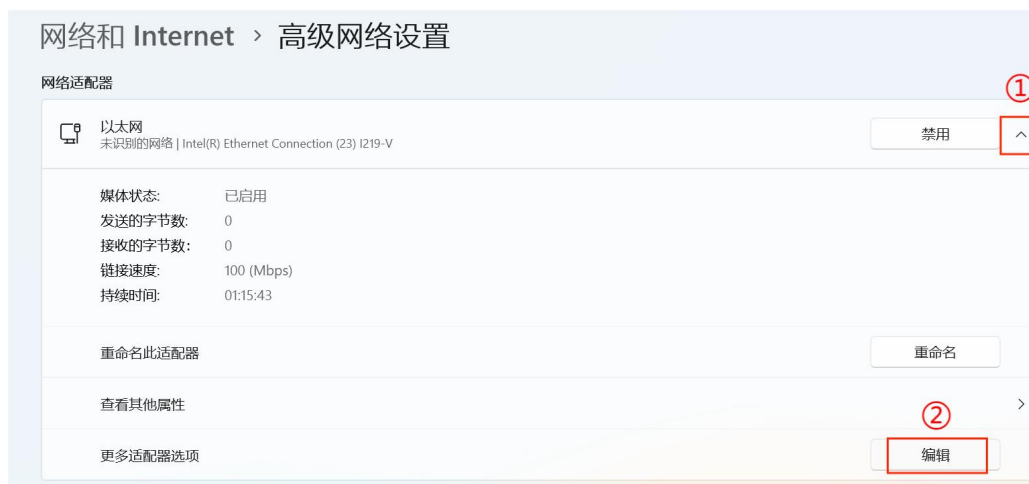 网络和 Internet › 高级网络设置
网络适配器
①
以太网
禁用
未识别的网络 | Intel(R) Ethernet Connection (23) I219-V
媒体状态: 已启用
发送的字节数: 0
接收的字节数: 0
链接速度: 100 (Mbps)
持续时间: 01:15:43
重命名此适配器 重命名
查看其他属性
②
更多适配器选项 编辑